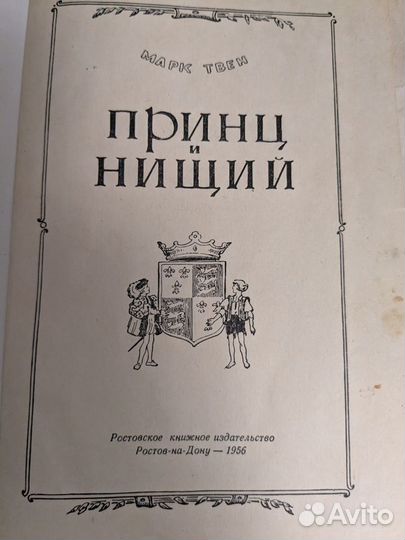 МАРК ТВЕН
ПРИНЦ
и
НИЩИЙ
Ростовское книжное издательство
Ростов-на-Дону — 1956
Avito